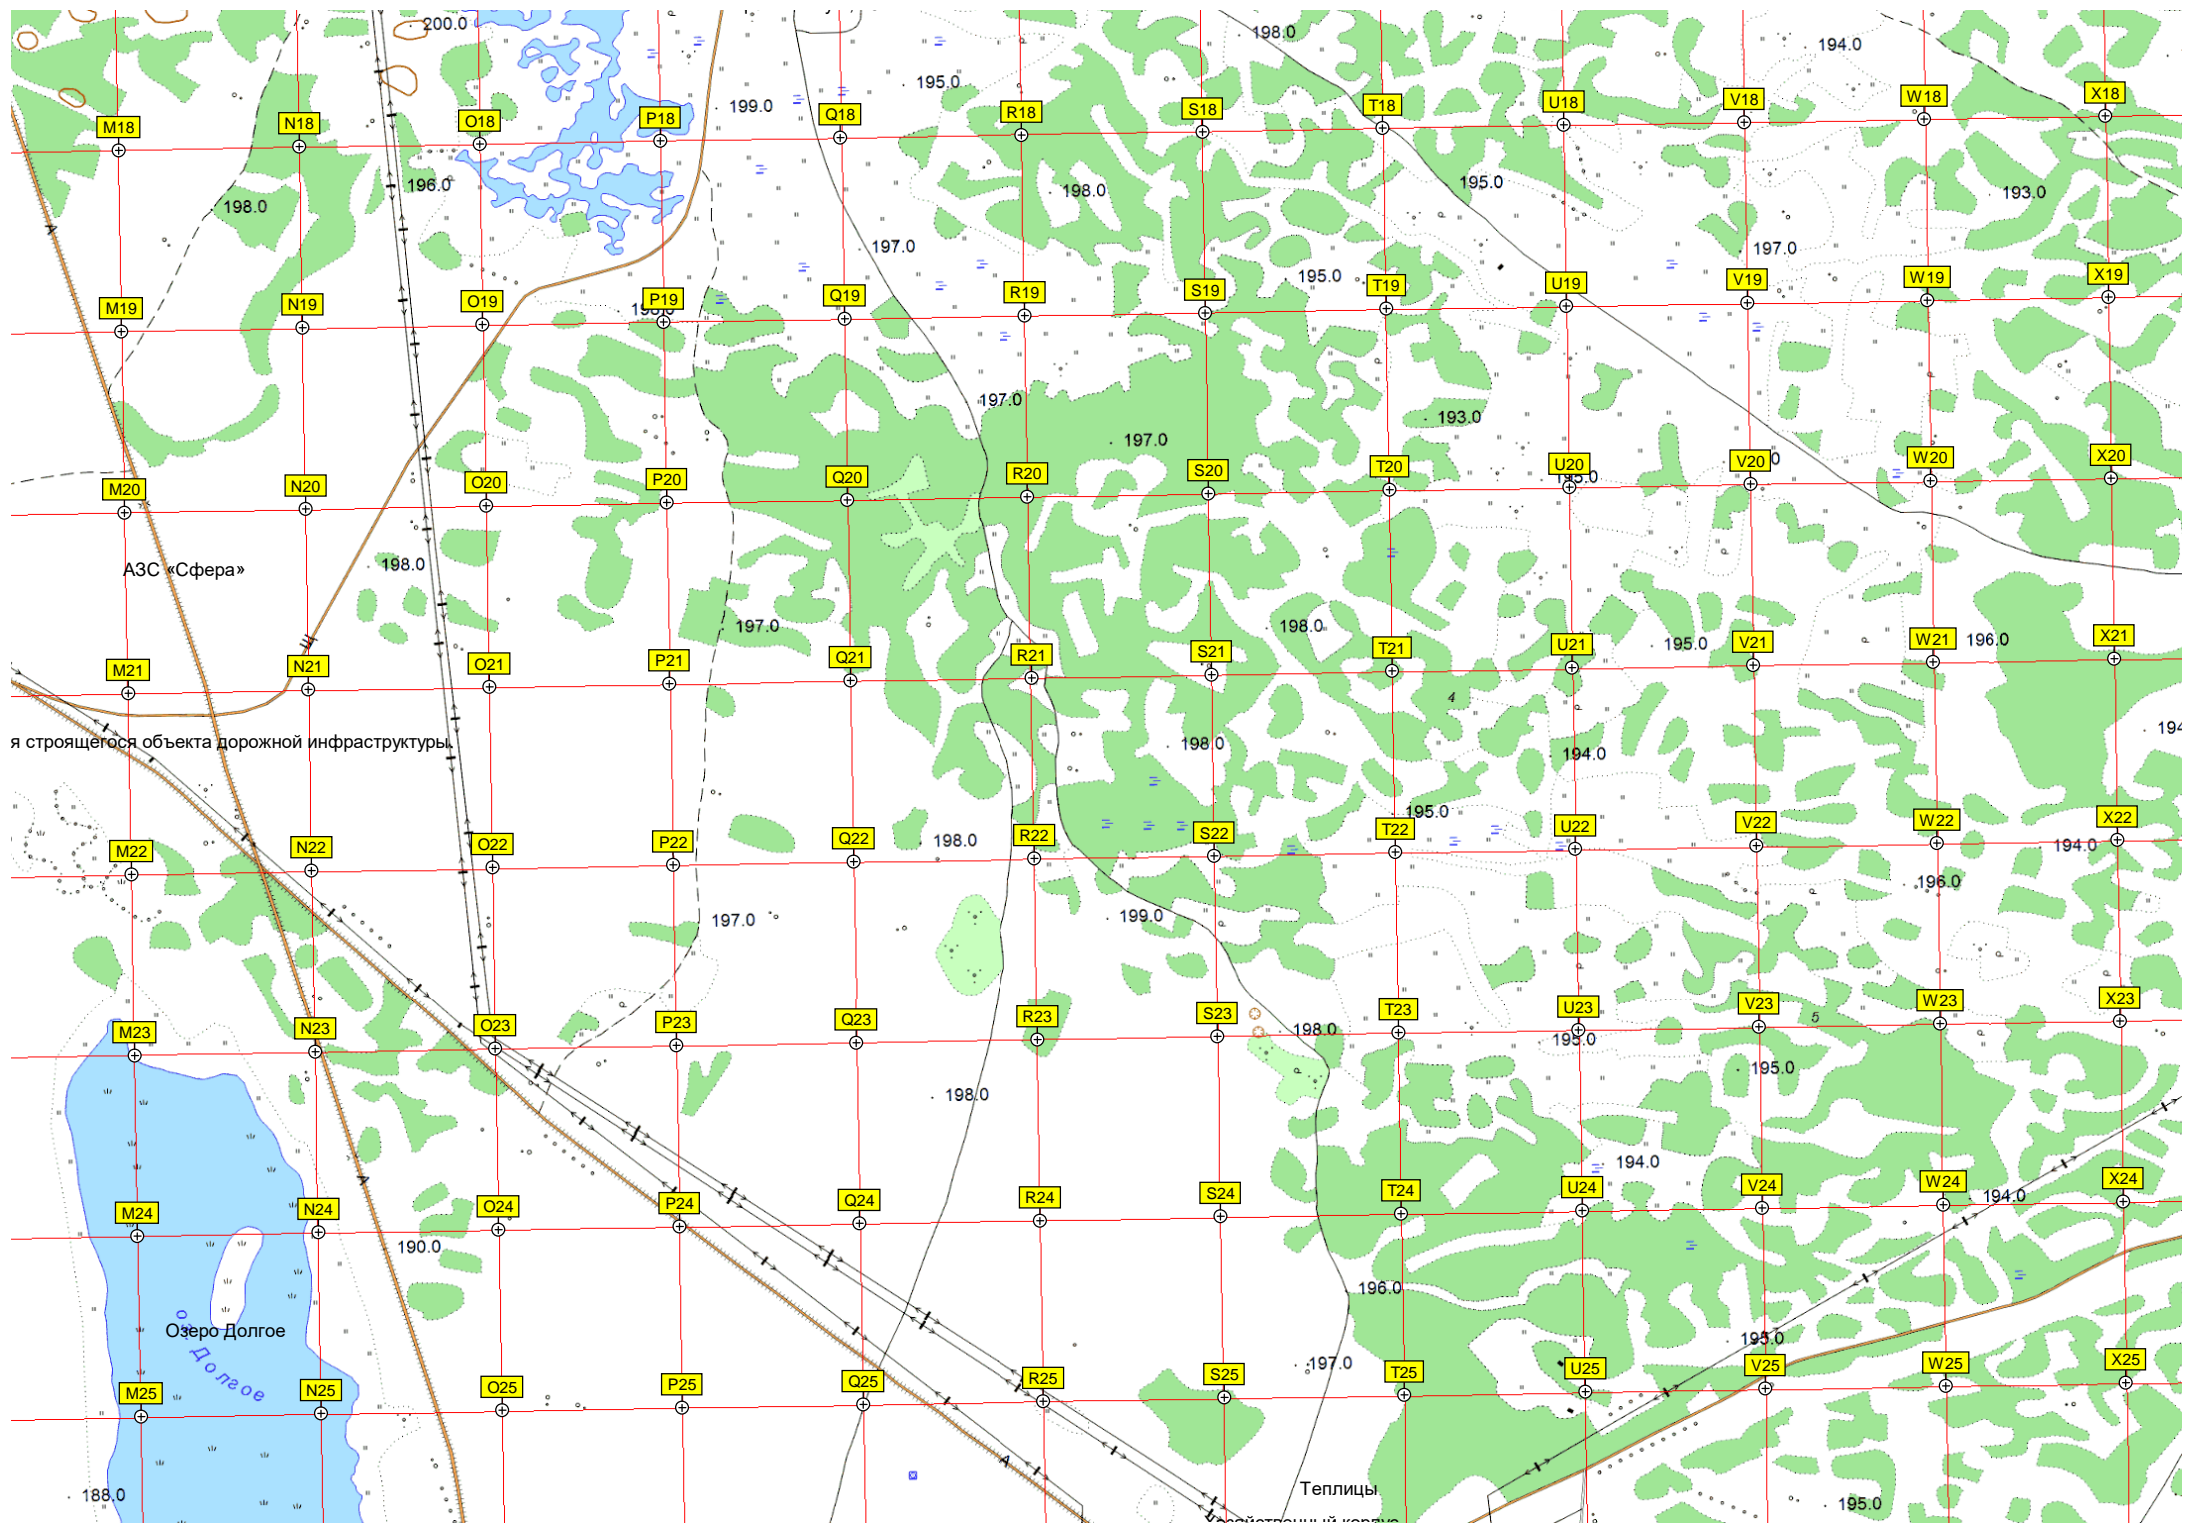 200.0
198.0
194.0
195.0
199.0
M18
N18
O18
P18
Q18
R18
S18
T18
U18
V18
W18
X18
196.0
198.0
198.0
195.0
193.0
197.0
197.0
195.0
M19
N19
O19
P19
Q19
R19
S19
T19
U19
V19
W19
X19
197.0
193.0
197.0
M20
N20
O20
P20
Q20
R20
S20
T20
U20
V20
W20
X20
АЗС «Сфера»
198.0
197.0
198.0
195.0
196.0
M21
N21
O21
P21
Q21
R21
S21
T21
U21
V21
W21
X21
4
я строящегося объекта дорожной инфраструктуры
198.0
194.0
194
195.0
M22
N22
O22
P22
Q22
R22
S22
T22
U22
V22
W22
X22
198.0
194.0
196.0
197.0
199.0
M23
N23
O23
P23
Q23
R23
S23
T23
U23
V23
W23
X23
5
198.0
195.0
195.0
198.0
194.0
M24
N24
O24
P24
Q24
R24
S24
T24
U24
V24
W24
X24
194.0
190.0
196.0
Озеро Долгое
оз. Долгое
195.0
197.0
M25
N25
O25
P25
Q25
R25
S25
T25
U25
V25
W25
X25
188.0
Теплицы
195.0